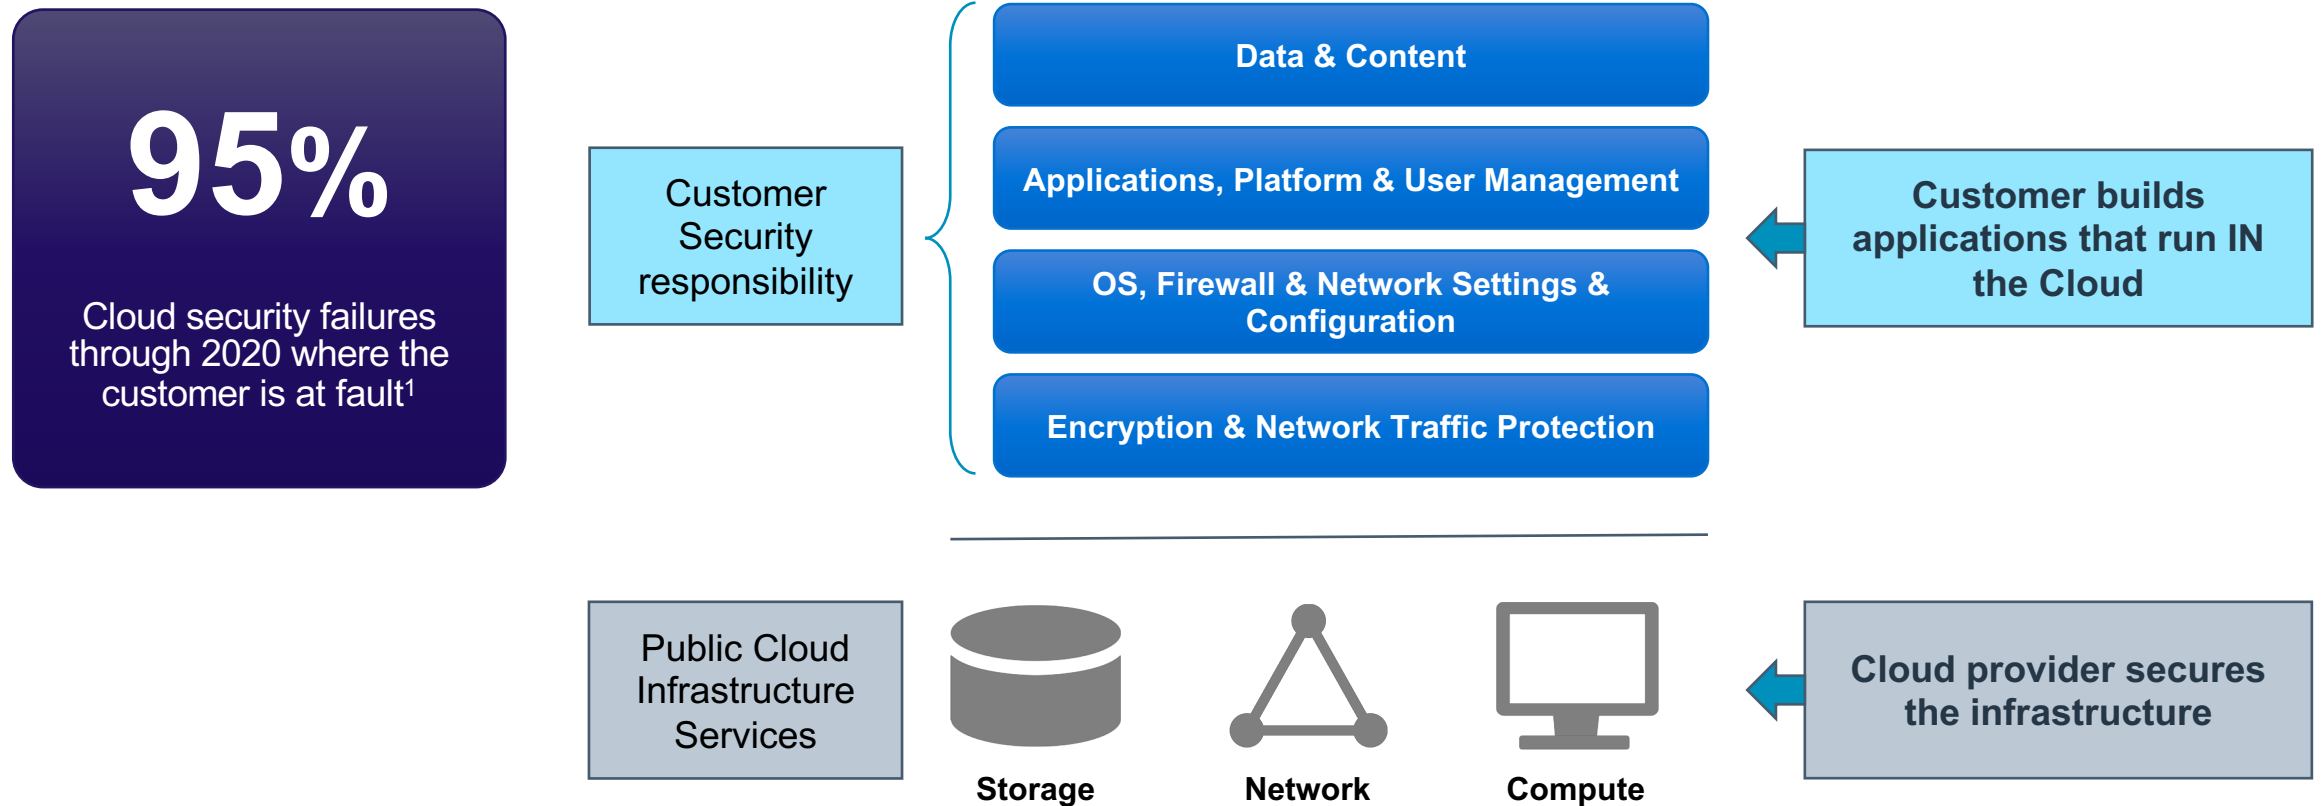 95%
Cloud security failures
through 2020 where the
customer is at fault¹
Customer
Security
responsibility
Data & Content
Applications, Platform & User Management
OS, Firewall & Network Settings &
Configuration
Encryption & Network Traffic Protection
Customer builds
applications that run IN
the Cloud
Public Cloud
Infrastructure
Services
Storage
Network
Compute
Cloud provider secures
the infrastructure